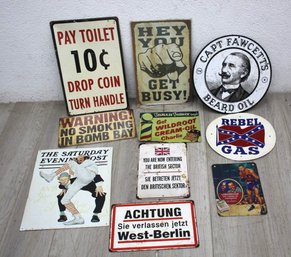 PAY TOILET
10¢
DROP COIN
TURN HANDLE
HEY
YOU
GET
BUSY!
CAPT FAWCETT'S
BEARD OIL
WARNING
NO SMOKING
IN BOMB BAY
Get
WILDROOT
CREAM-OIL
Charlie
REBEL
GAS
THE SATURDAY
EVENING POST
YOU ARE NOW ENTERING
THE BRITISH
SECTOR
SIE BETRETEN JETZT
DEN BRITISCHEN SEKTOR
ACHTUNG
Sie verlassen jetzt
West-Berlin